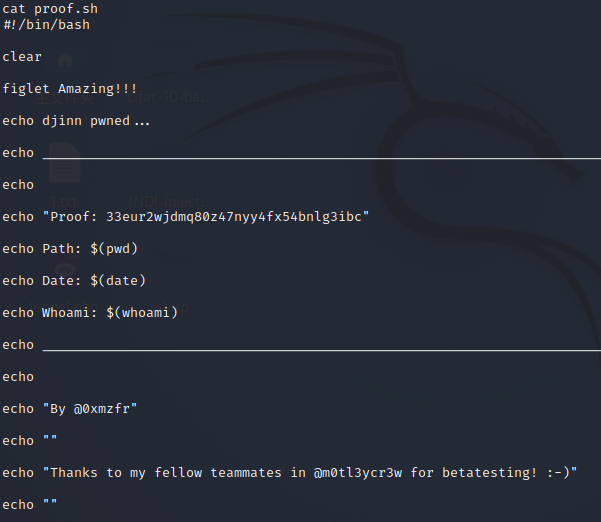 cat proof.sh
#!/bin/bash
clear
figlet Amazing!!!
echo djinn pwned...
echo ____________________________________________________________________
echo
echo "Proof: 33eur2wjdmq80z47nyy4fx54bnlg3ibc"
echo Path: $(pwd)
echo Date: $(date)
echo Whoami: $(whoami)
echo ____________________________________________________________________
echo
echo "By @0xmzfr"
echo ""
echo "Thanks to my fellow teammates in @m0tl3ycr3w for betatesting! :-)"
echo ""